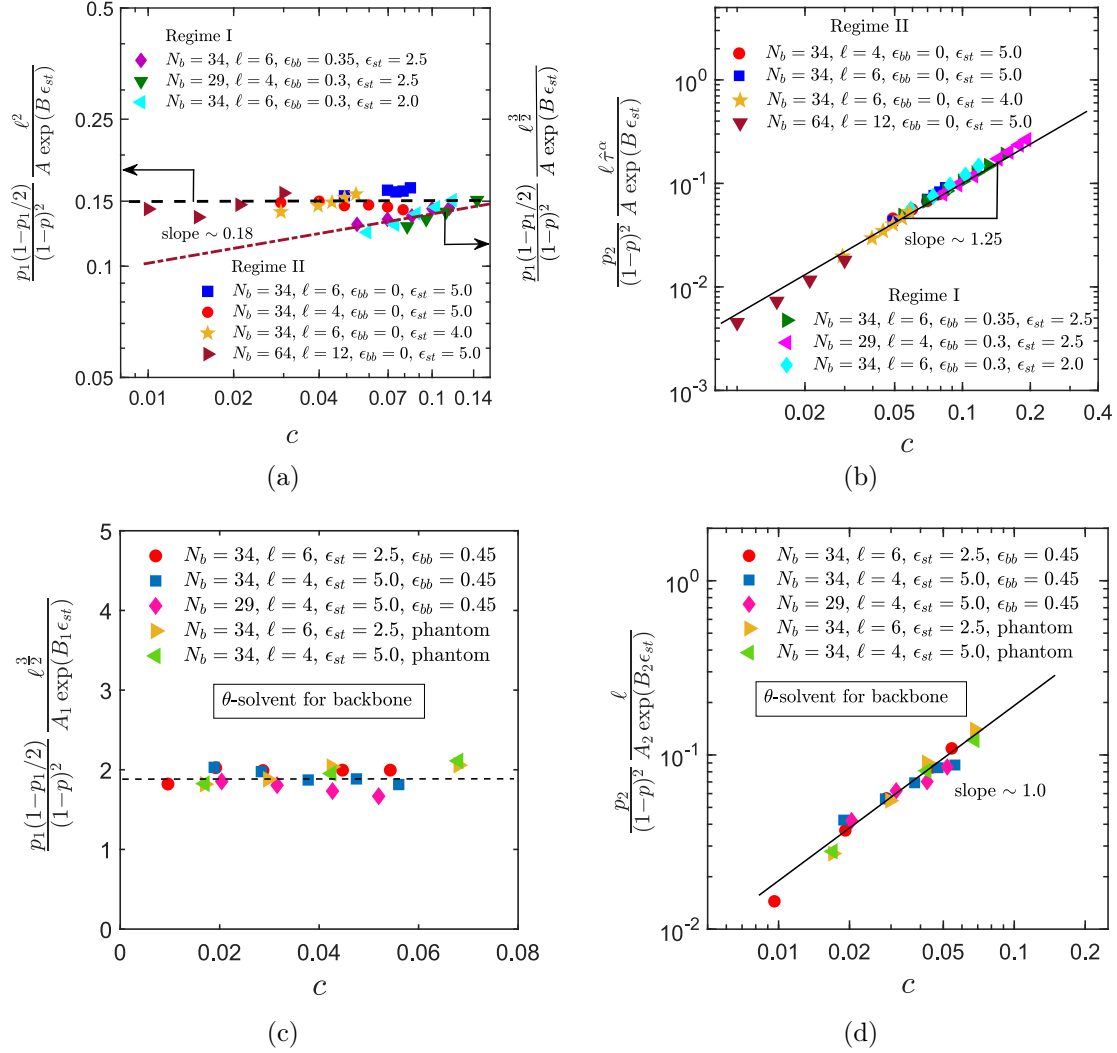 Regime I
N_b = 34, ℓ = 6, ϵ_bb = 0.35, ϵ_st = 2.5
N_b = 29, ℓ = 4, ϵ_bb = 0.3, ϵ_st = 2.5
N_b = 34, ℓ = 6, ϵ_bb = 0.3, ϵ_st = 2.0
slope ∼ 0.18
Regime II
N_b = 34, ℓ = 6, ϵ_bb = 0, ϵ_st = 5.0
N_b = 34, ℓ = 4, ϵ_bb = 0, ϵ_st = 5.0
N_b = 34, ℓ = 6, ϵ_bb = 0, ϵ_st = 4.0
N_b = 64, ℓ = 12, ϵ_bb = 0, ϵ_st = 5.0
p_1(1−p_1/2)/(1−p)^2 ℓ^2/(A exp (B ϵ_st))
p_1(1−p_1/2)/(1−p)^2 ℓ^{3/2}/(A exp (B ϵ_st))
0.5
0.25
0.15
0.1
0.05
0.01 0.02 0.04 0.07 0.1 0.14
c
(a)
Regime II
N_b = 34, ℓ = 4, ϵ_bb = 0, ϵ_st = 5.0
N_b = 34, ℓ = 6, ϵ_bb = 0, ϵ_st = 5.0
N_b = 34, ℓ = 6, ϵ_bb = 0, ϵ_st = 4.0
N_b = 64, ℓ = 12, ϵ_bb = 0, ϵ_st = 5.0
slope ∼ 1.25
Regime I
N_b = 34, ℓ = 6, ϵ_bb = 0.35, ϵ_st = 2.5
N_b = 29, ℓ = 4, ϵ_bb = 0.3, ϵ_st = 2.5
N_b = 34, ℓ = 6, ϵ_bb = 0.3, ϵ_st = 2.0
p_2/(1−p)^2 ℓ τ̂^α/(A exp (B ϵ_st))
10^0
10^{-1}
10^{-2}
10^{-3}
0.02 0.05 0.1 0.2 0.4
c
(b)
N_b = 34, ℓ = 6, ϵ_st = 2.5, ϵ_bb = 0.45
N_b = 34, ℓ = 4, ϵ_st = 5.0, ϵ_bb = 0.45
N_b = 29, ℓ = 4, ϵ_st = 5.0, ϵ_bb = 0.45
N_b = 34, ℓ = 6, ϵ_st = 2.5, phantom
N_b = 34, ℓ = 4, ϵ_st = 5.0, phantom
θ-solvent for backbone
p_1(1−p_1/2)/(1−p)^2 ℓ^{3/2}/(A_1 exp(B_1 ϵ_st))
5
4
3
2
1
0
0 0.02 0.04 0.06 0.08
c
(c)
N_b = 34, ℓ = 6, ϵ_st = 2.5, ϵ_bb = 0.45
N_b = 34, ℓ = 4, ϵ_st = 5.0, ϵ_bb = 0.45
N_b = 29, ℓ = 4, ϵ_st = 5.0, ϵ_bb = 0.45
N_b = 34, ℓ = 6, ϵ_st = 2.5, phantom
N_b = 34, ℓ = 4, ϵ_st = 5.0, phantom
θ-solvent for backbone
slope ∼ 1.0
p_2/(1−p)^2 ℓ/(A_2 exp(B_2 ϵ_st))
10^0
10^{-1}
10^{-2}
0.01 0.02 0.05 0.1 0.2
c
(d)